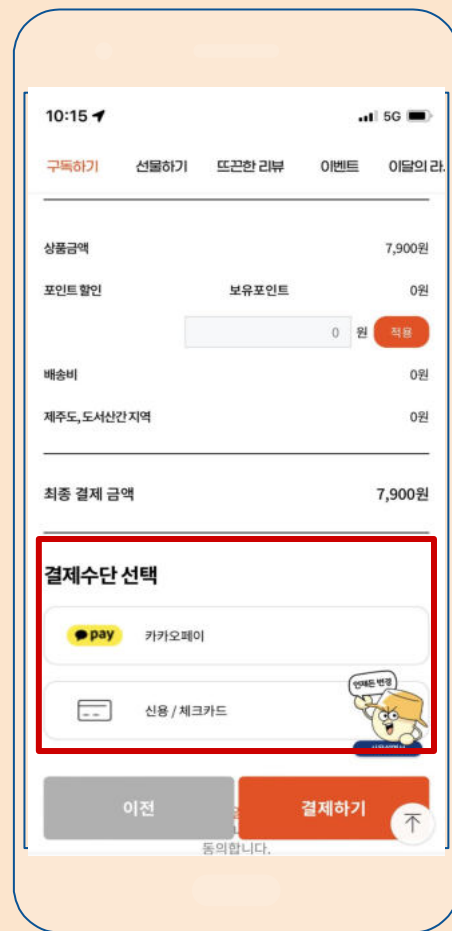 10:15
5G
구독하기 선물하기 뜨끈한 리뷰 이벤트 이달의 라.
상품금액 7,900원
포인트 할인 보유포인트 0원
0 원 적용
배송비 0원
제주도, 도서산간 지역 0원
최종 결제 금액 7,900원
결제수단 선택
pay 카카오페이
언제든 변경
신용 / 체크카드
이전 결제하기
동의합니다.